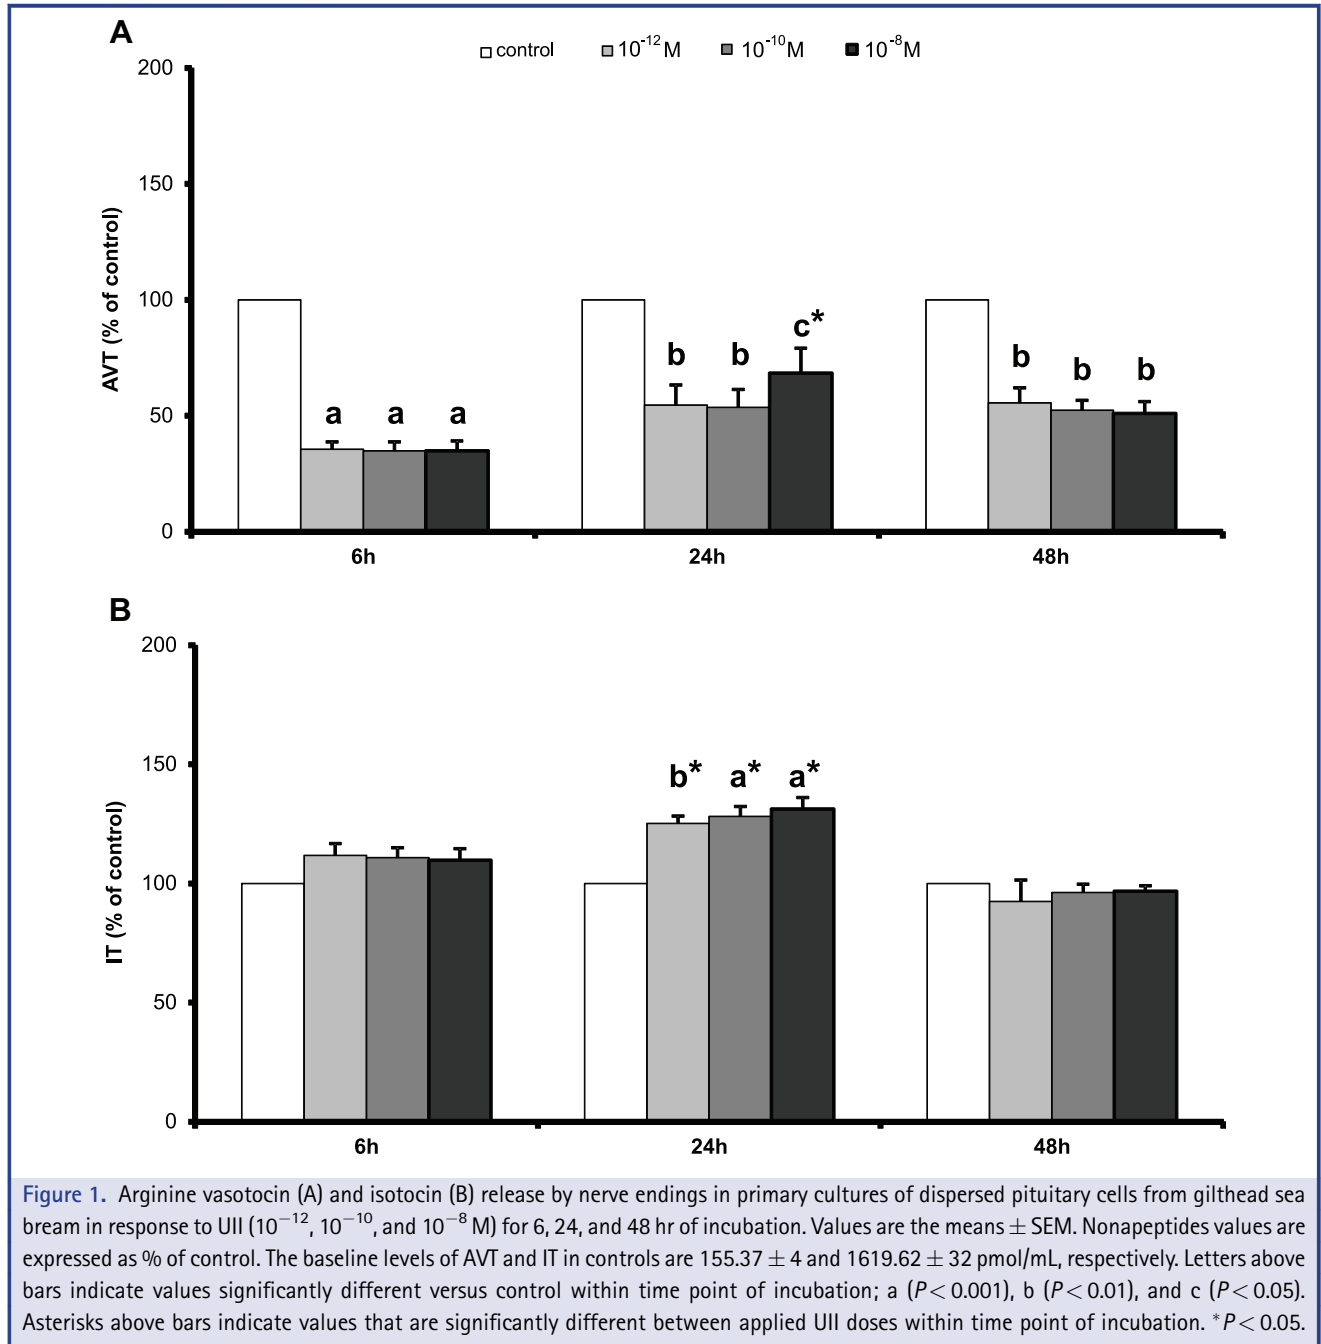 A
control 10⁻¹²M 10⁻¹⁰M 10⁻⁸M
200
150
100
50
0
AVT (% of control)
a a a
b b c*
b b b
6h 24h 48h
B
200
150
100
50
0
IT (% of control)
b* a* a*
6h 24h 48h
Figure 1. Arginine vasotocin (A) and isotocin (B) release by nerve endings in primary cultures of dispersed pituitary cells from gilthead sea
bream in response to UII (10⁻¹², 10⁻¹⁰, and 10⁻⁸ M) for 6, 24, and 48 hr of incubation. Values are the means ± SEM. Nonapeptides values are
expressed as % of control. The baseline levels of AVT and IT in controls are 155.37 ± 4 and 1619.62 ± 32 pmol/mL, respectively. Letters above
bars indicate values significantly different versus control within time point of incubation; a (P < 0.001), b (P < 0.01), and c (P < 0.05).
Asterisks above bars indicate values that are significantly different between applied UII doses within time point of incubation. *P < 0.05.